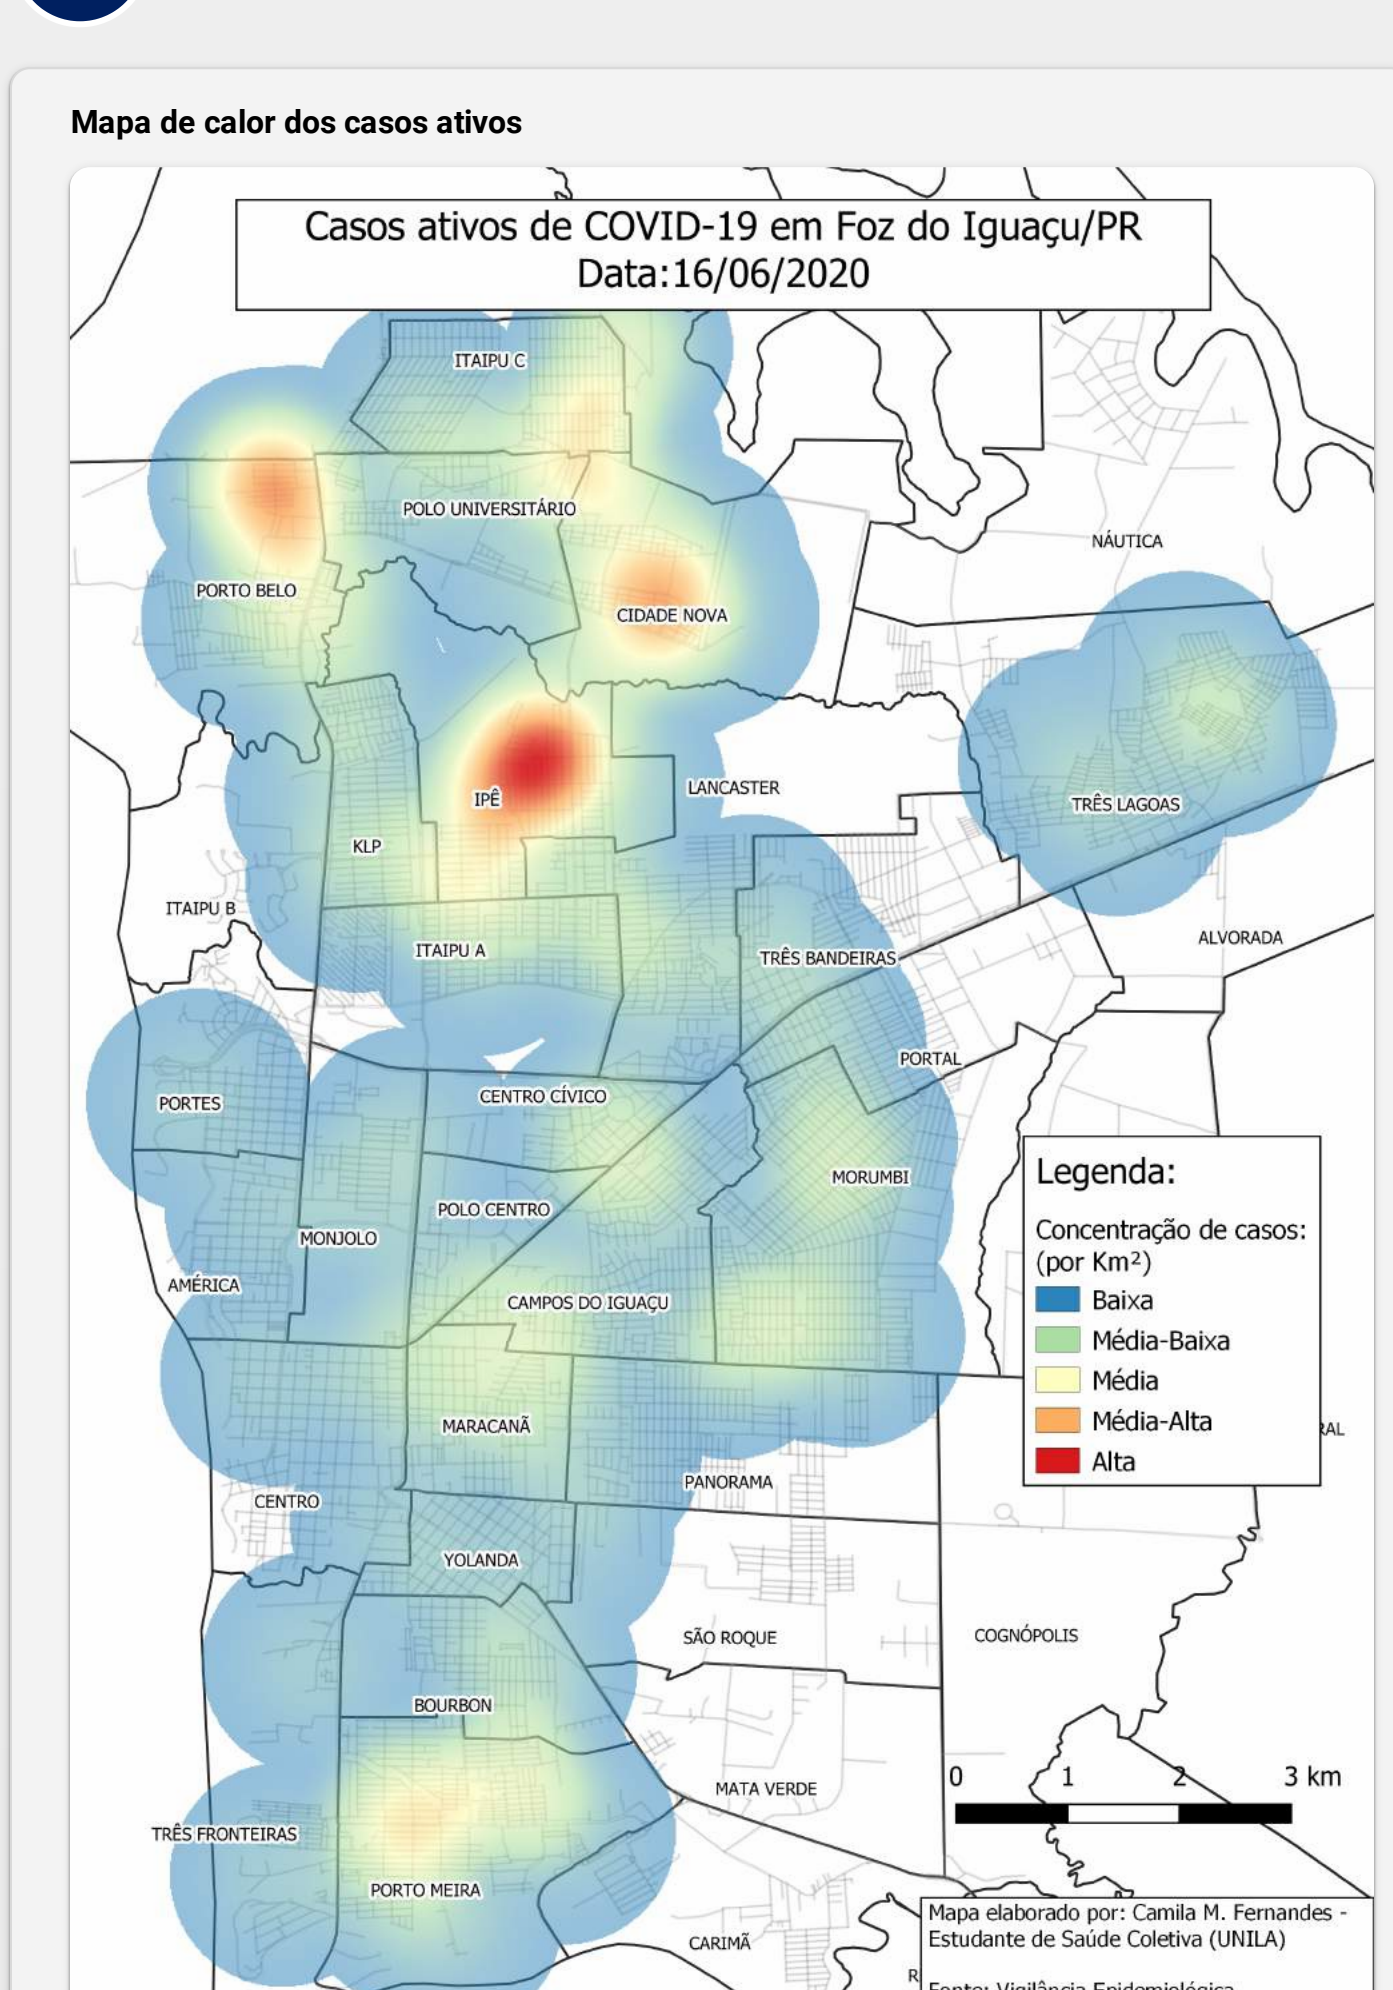 Mapa de calor dos casos ativos
Casos ativos de COVID-19 em Foz do Iguaçu/PR
Data:16/06/2020
ITAIPU C
POLO UNIVERSITÁRIO
NÁUTICA
PORTO BELO
CIDADE NOVA
LANCASTER
IPÊ
TRÊS LAGOAS
KLP
ITAIPU B
ALVORADA
ITAIPU A
TRÊS BANDEIRAS
PORTAL
CENTRO CÍVICO
PORTES
MORUMBI
POLO CENTRO
MONJOLO
AMÉRICA
CAMPOS DO IGUAÇU
Legenda:
Concentração de casos:
(por Km²)
Baixa
Média-Baixa
Média
Média-Alta
Alta
RAL
MARACANÃ
PANORAMA
CENTRO
YOLANDA
SÃO ROQUE
COGNÓPOLIS
BOURBON
0 1 2 3 km
MATA VERDE
TRÊS FRONTEIRAS
PORTO MEIRA
CARIMÃ
R
Mapa elaborado por: Camila M. Fernandes -
Estudante de Saúde Coletiva (UNILA)
Fonte: Vigilância Epidemiológica